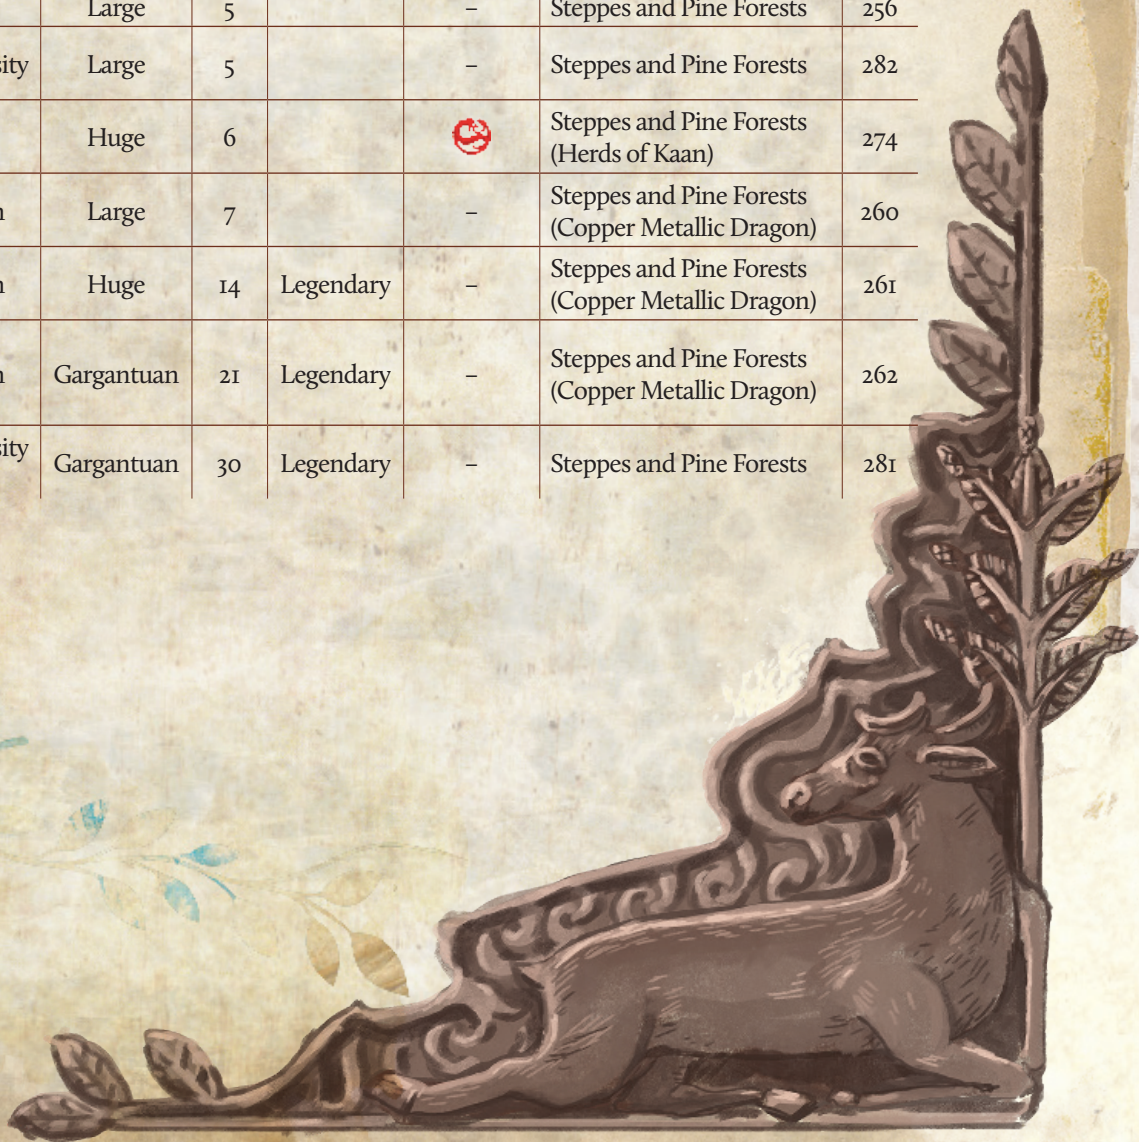 Large 5 – Steppes and Pine Forests 256
sity Large 5 – Steppes and Pine Forests 282
Huge 6 Steppes and Pine Forests 274
(Herds of Kaan)
n Large 7 – Steppes and Pine Forests 260
(Copper Metallic Dragon)
n Huge 14 Legendary – Steppes and Pine Forests 261
(Copper Metallic Dragon)
n Gargantuan 21 Legendary – Steppes and Pine Forests 262
(Copper Metallic Dragon)
sity
Gargantuan 30 Legendary – Steppes and Pine Forests 281